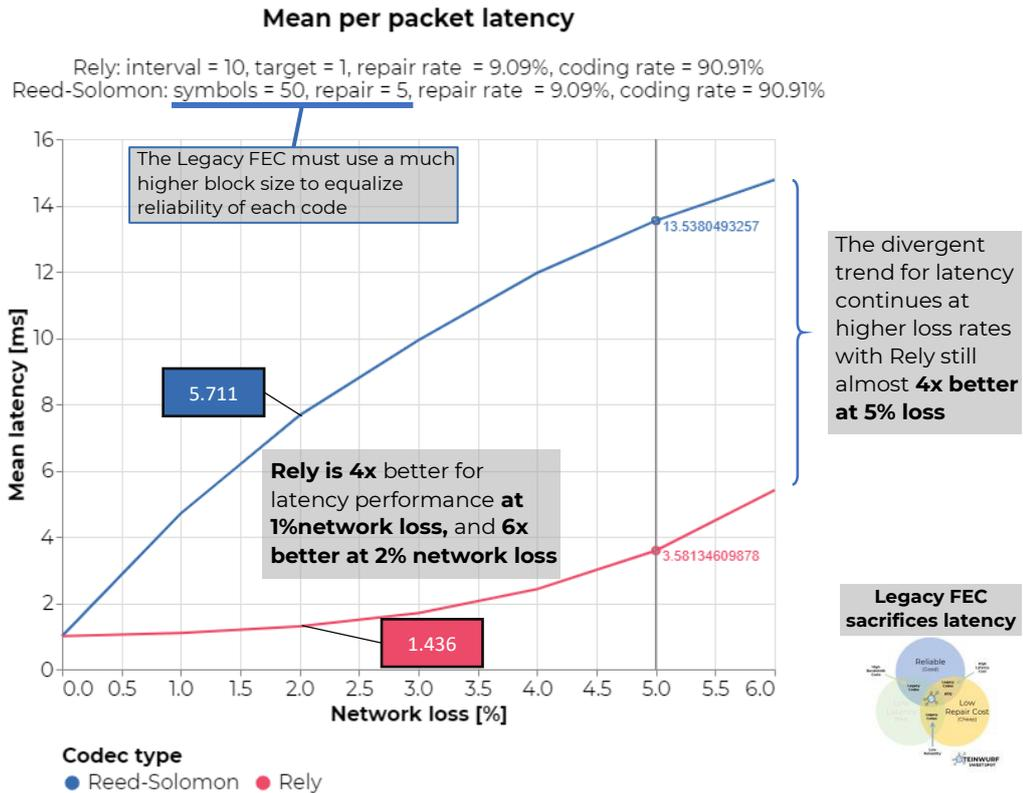 Mean per packet latency
Rely: interval = 10, target = 1, repair rate = 9.09%, coding rate = 90.91%
Reed-Solomon: symbols = 50, repair = 5, repair rate = 9.09%, coding rate = 90.91%
The Legacy FEC must use a much
higher block size to equalize
reliability of each code
16
14
12
10
8
6
4
2
0
Mean latency [ms]
13.5380493257
5.711
Rely is 4x better for
latency performance at
1%network loss, and 6x
better at 2% network loss
3.58134609878
1.436
The divergent
trend for latency
continues at
higher loss rates
with Rely still
almost 4x better
at 5% loss
0.0 0.5 1.0 1.5 2.0 2.5 3.0 3.5 4.0 4.5 5.0 5.5 6.0
Network loss [%]
Codec type
Reed-Solomon Rely
Legacy FEC
sacrifices latency
Reliable
(Good)
Low
Repair Cost
(Cheap)
Low
Reliability
STEINWURF